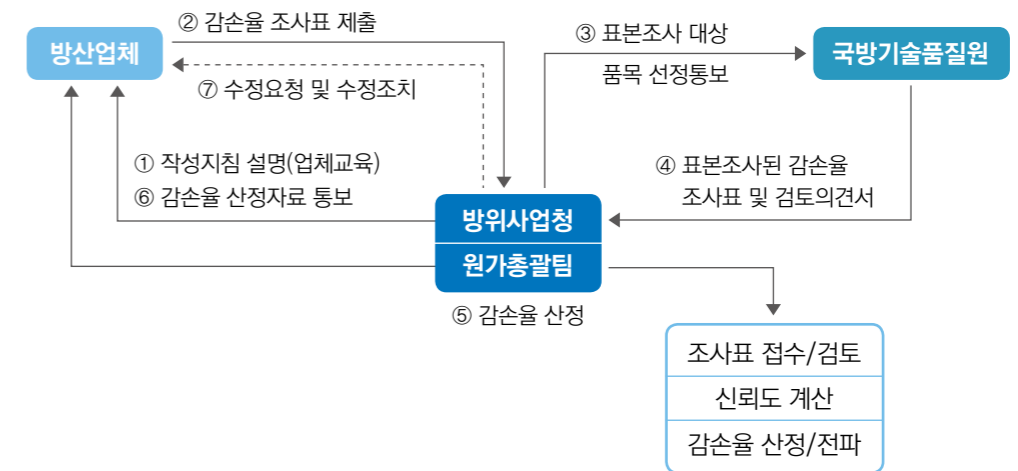 ② 감손율 조사표 제출
방산업체
③ 표본조사 대상
품목 선정통보
국방기술품질원
⑦ 수정요청 및 수정조치
① 작성지침 설명(업체교육)
⑥ 감손율 산정자료 통보
④ 표본조사된 감손율
조사표 및 검토의견서
방위사업청
원가총괄팀
⑤ 감손율 산정
조사표 접수/검토
신뢰도 계산
감손율 산정/전파